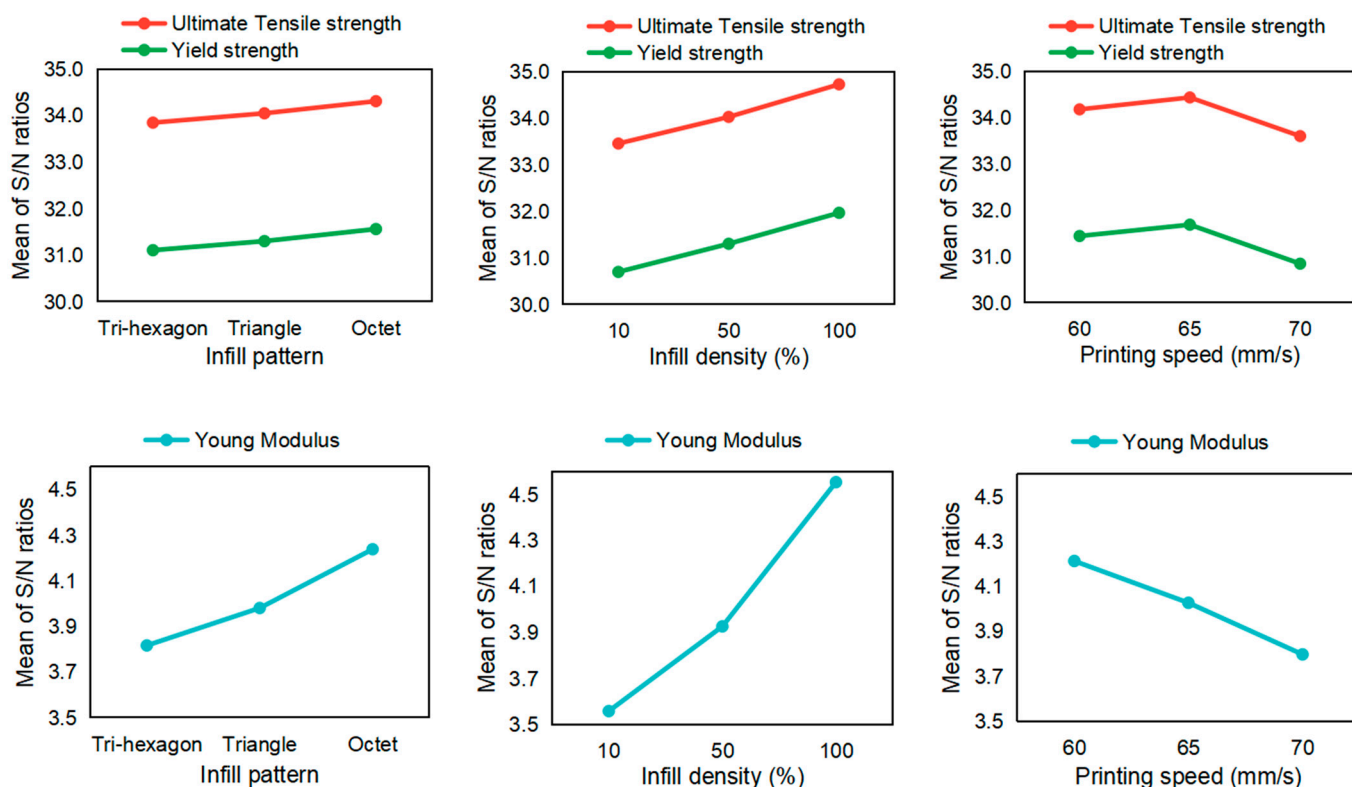 Ultimate Tensile strength
Yield strength
Mean of S/N ratios
35.0
34.0
33.0
32.0
31.0
30.0
Tri-hexagon Triangle Octet
Infill pattern
Ultimate Tensile strength
Yield strength
Mean of S/N ratios
35.0
34.0
33.0
32.0
31.0
30.0
10 50 100
Infill density (%)
Ultimate Tensile strength
Yield strength
Mean of S/N ratios
35.0
34.0
33.0
32.0
31.0
30.0
60 65 70
Printing speed (mm/s)
Young Modulus
Mean of S/N ratios
4.5
4.3
4.1
3.9
3.7
3.5
Tri-hexagon Triangle Octet
Infill pattern
Young Modulus
Mean of S/N ratios
4.5
4.3
4.1
3.9
3.7
3.5
10 50 100
Infill density (%)
Young Modulus
Mean of S/N ratios
4.5
4.3
4.1
3.9
3.7
3.5
60 65 70
Printing speed (mm/s)